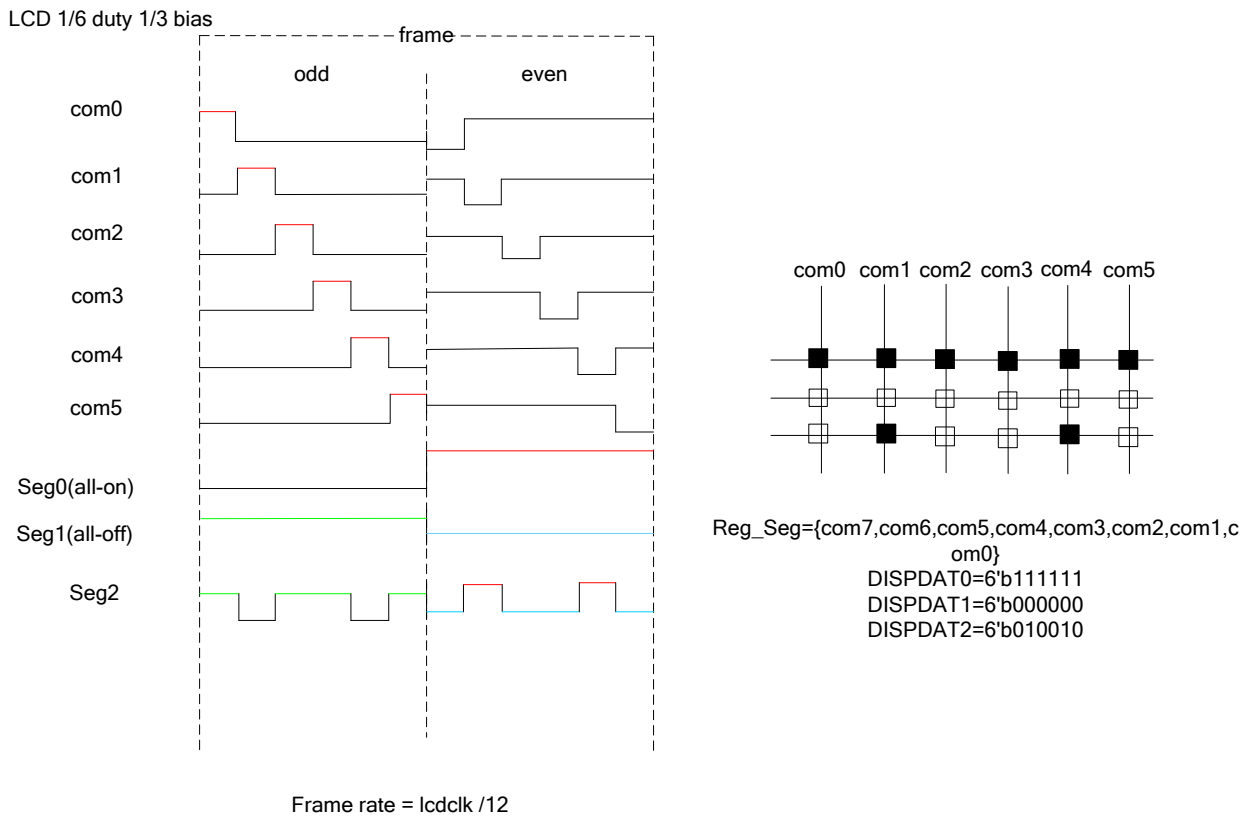 LCD 1/6 duty 1/3 bias
frame
odd
even
com0
com1
com2
com3
com4
com5
Seg0(all-on)
Seg1(all-off)
Seg2
Frame rate = lcdclk /12
com0 com1 com2 com3 com4 com5
Reg_Seg={com7,com6,com5,com4,com3,com2,com1,c
om0}
DISPDAT0=6'b111111
DISPDAT1=6'b000000
DISPDAT2=6'b010010